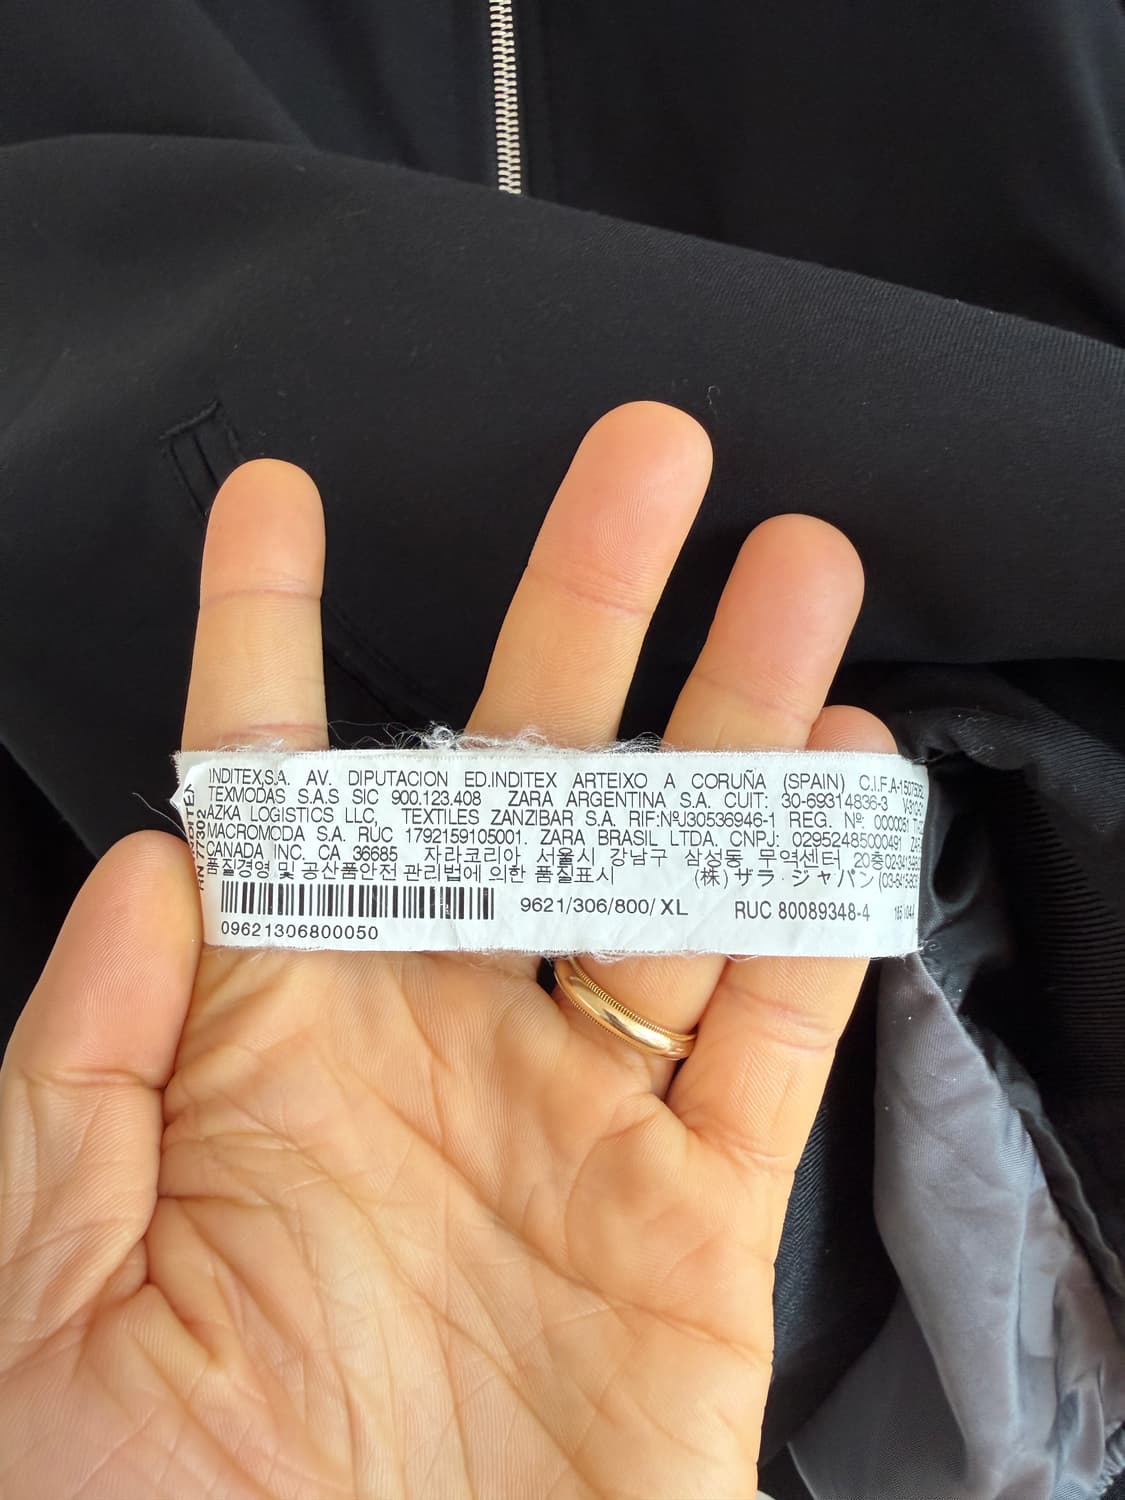 INDITEX,S.A. AV. DIPUTACION ED.INDITEX ARTEIXO A CORUÑA (SPAIN) C.I.F.
TEXMODAS S.A.S SIC 900.123.408 ZARA ARGENTINA S.A. CUIT: 30-69314836-3
AZKA LOGISTICS LLC, TEXTILES ZANZIBAR S.A. RIF:NºJ30536946-1 REG. Nº:
MACROMODA S.A. RUC 1792159105001. ZARA BRASIL LTDA. CNPJ: 02952485000491
CANADA INC. CA 36685 자라코리아 서울시 강남구 삼성동 무역센터 20층
품질경영 및 공산품안전 관리법에 의한 품질표시 (株) ザラ・ジャパン
9621/306/800/ XL RUC 80089348-4
09621306800050
RN 77302